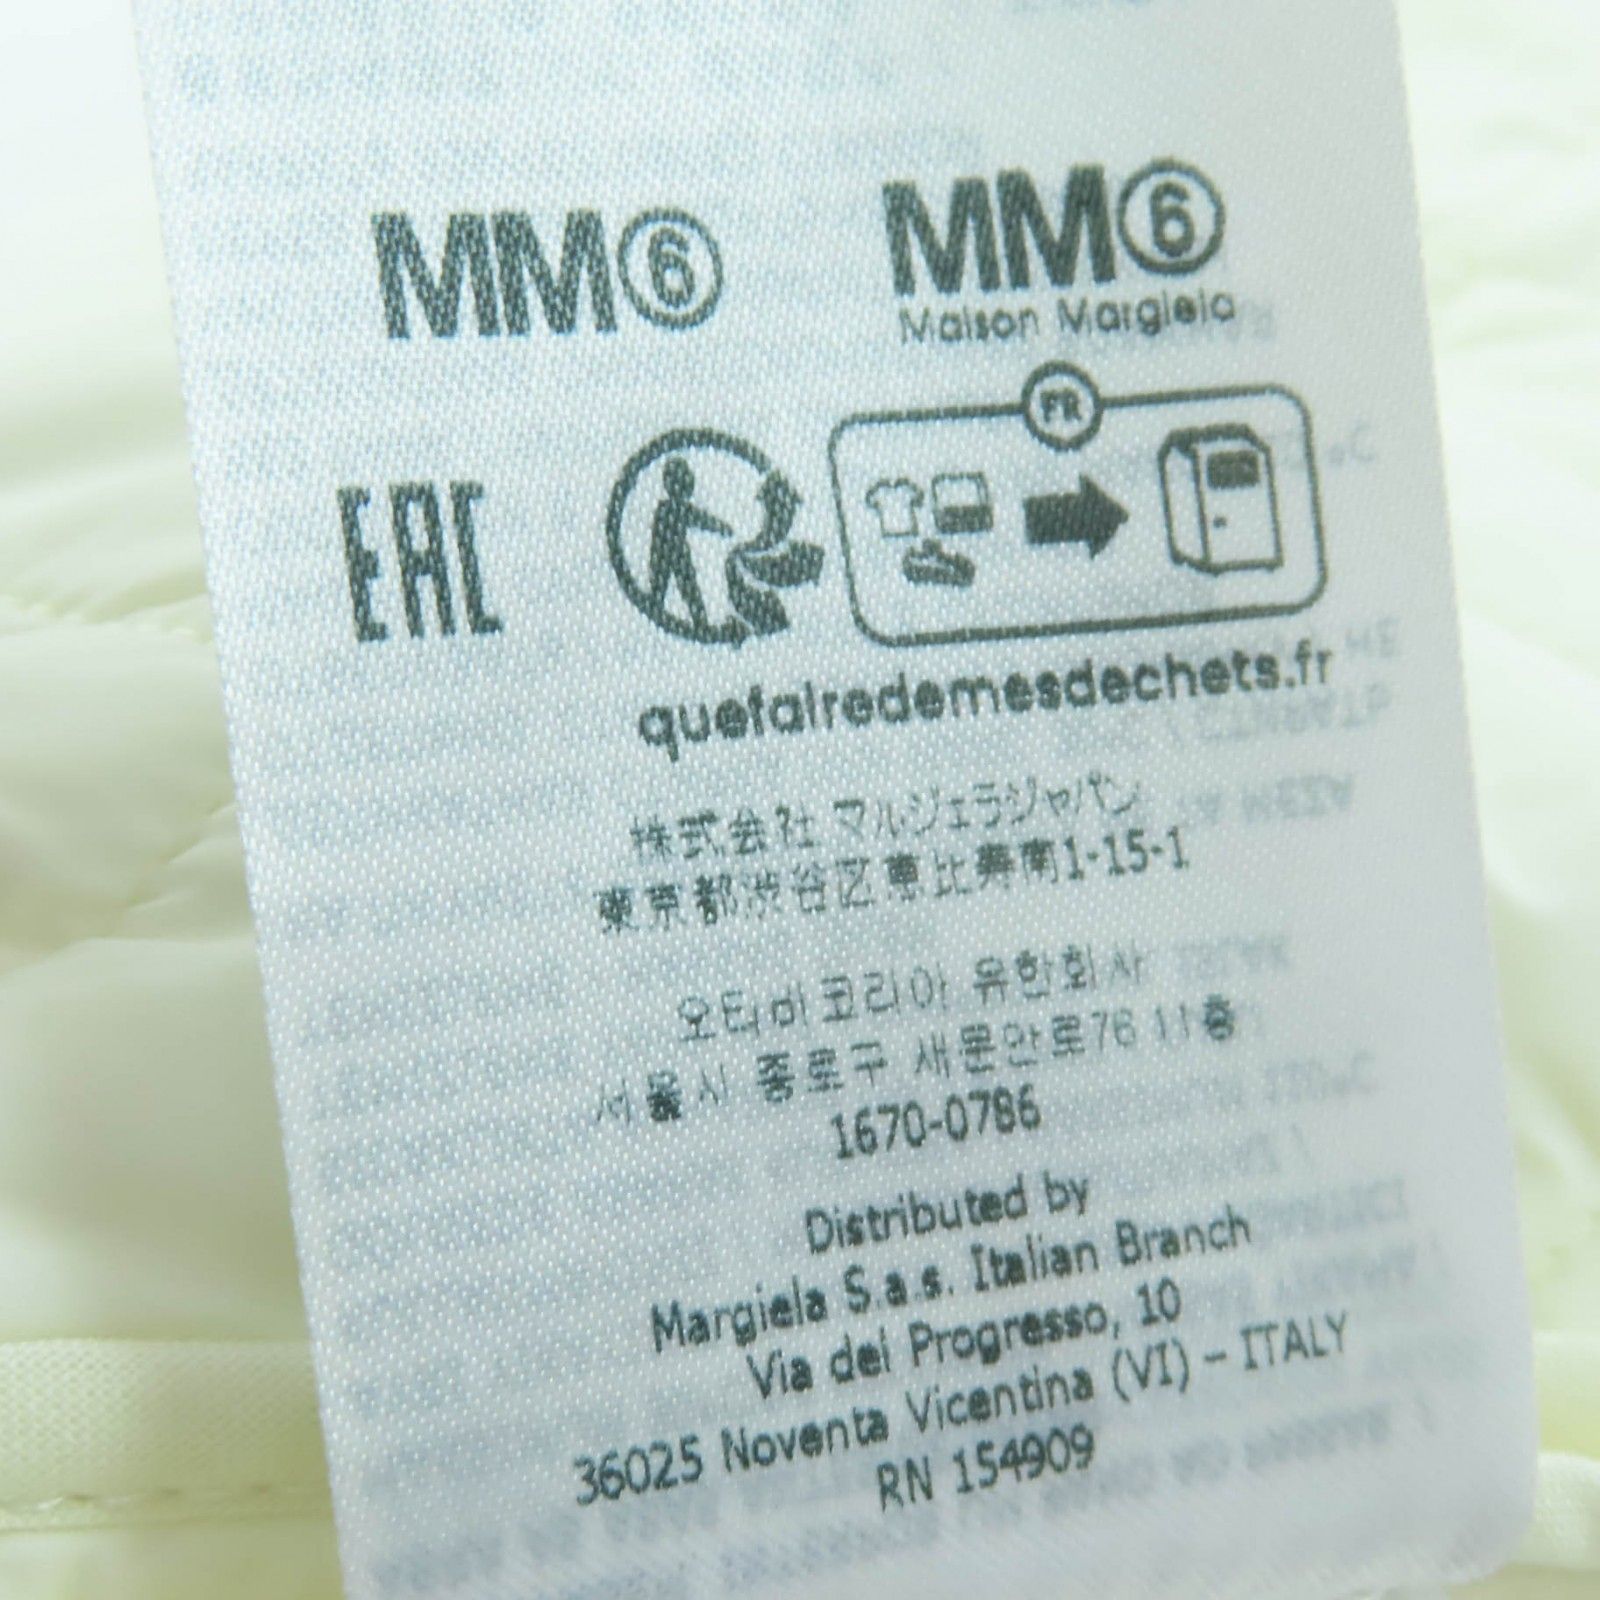 MM⑥
MM⑥
Maison Margiela
EAC
FR
quefairedemesdechets.fr
株式会社 マルジェラジャパン
東京都渋谷区恵比寿南1-15-1
오티비코리아 유한회사
서울시 종로구 새문안로76 11층
1670-0786
Distributed by
Margiela S.a.s. Italian Branch
Via del Progresso, 10
36025 Noventa Vicentina (VI) – ITALY
RN 154909